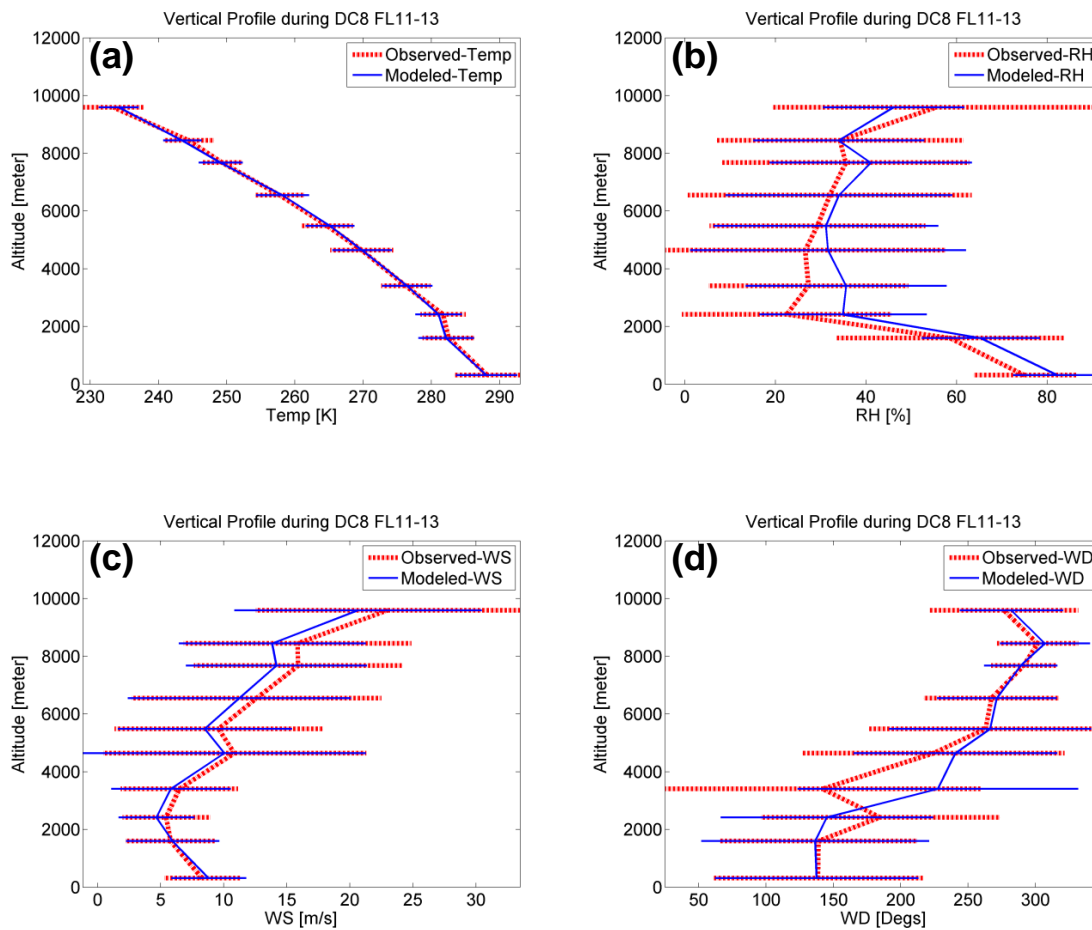 Vertical Profile during DC8 FL11-13
(a)
Observed-Temp
Modeled-Temp
12000
10000
8000
6000
4000
2000
0
Altitude [meter]
230 240 250 260 270 280 290
Temp [K]
Vertical Profile during DC8 FL11-13
(b)
Observed-RH
Modeled-RH
12000
10000
8000
6000
4000
2000
0
Altitude [meter]
0 20 40 60 80
RH [%]
Vertical Profile during DC8 FL11-13
(c)
Observed-WS
Modeled-WS
12000
10000
8000
6000
4000
2000
0
Altitude [meter]
0 5 10 15 20 25 30
WS [m/s]
Vertical Profile during DC8 FL11-13
(d)
Observed-WD
Modeled-WD
12000
10000
8000
6000
4000
2000
0
Altitude [meter]
50 100 150 200 250 300
WD [Degs]